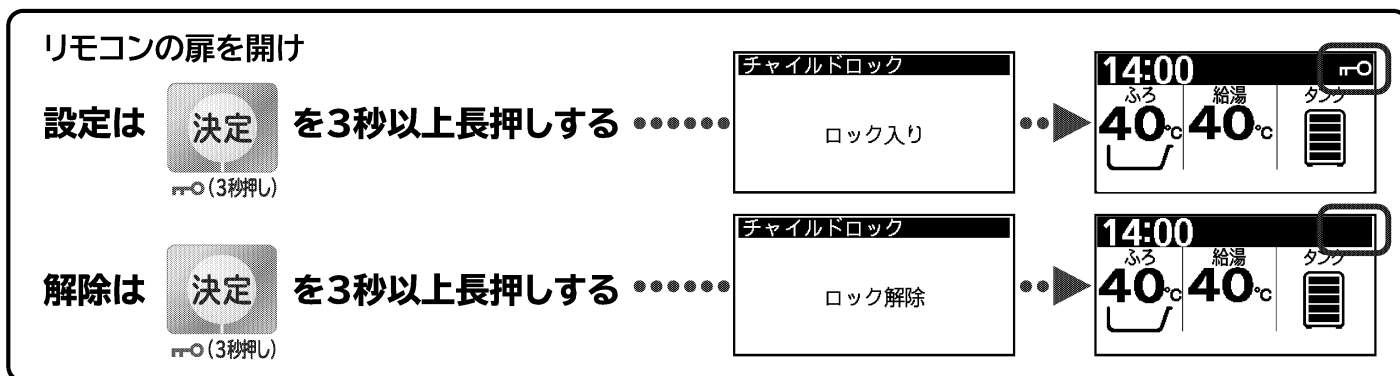 リモコンの扉を開け
設定は 決定 を3秒以上長押しする
(3秒押し)
チャイルドロック
ロック入り
14:00
ふろ 給湯 タンク
40℃ 40℃
解除は 決定 を3秒以上長押しする
(3秒押し)
チャイルドロック
ロック解除
14:00
ふろ 給湯 タンク
40℃ 40℃